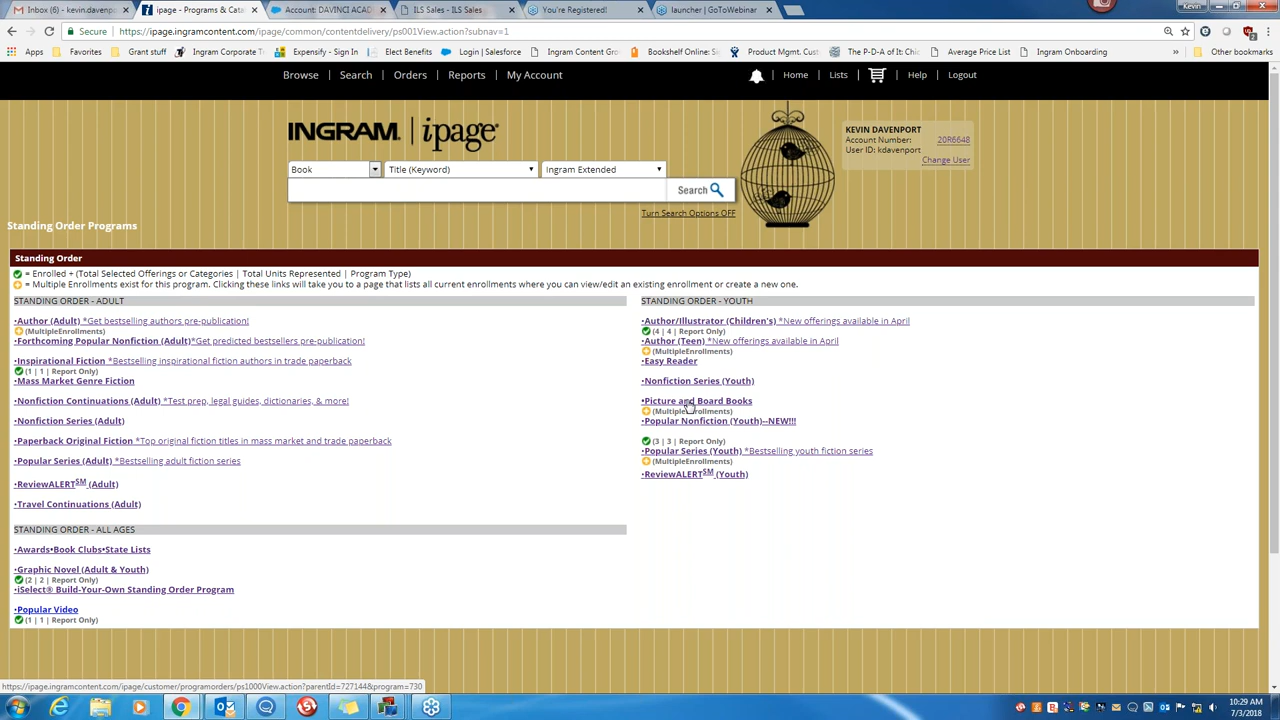 Inbox (9) - kevin.davenpor
ipage - Programs & Cata
Account: DAVINCI ACAD
ILS Sales - ILS Sales
You're Registered!
launcher | GoToWebinar
Kevin
Secure
https://ipage.ingramcontent.com/ipage/common/contentdelivery/ps001View.action?subnav=1
Apps
Favorites
Grant stuff
Ingram Corporate Tr
Expensify - Sign In
Elect Benefits
Ingram Content Gro
Bookshelf Online S
Product Mgmt. Cust
The P-D-A of It: Chic
Average Price List
Ingram Onboarding
Other bookmarks
Browse Search Orders Reports My Account
Home Lists Help Logout
INGRAM | ipage
KEVIN DAVENPORT
Account Number: 20R6648
User ID: kdavenport
Change User
Book
Title (Keyword)
Ingram Extended
Search
Turn Search Options OFF
Standing Order Programs
Standing Order
= Enrolled + (Total Selected Offerings or Categories | Total Units Represented | Program Type)
= Multiple Enrollments exist for this program. Clicking these links will take you to a page that lists all current enrollments where you can view/edit an existing enrollment or create a new one.
STANDING ORDER - ADULT
•Author (Adult) *Get bestselling authors pre-publication!
(MultipleEnrollments)
•Forthcoming Popular Nonfiction (Adult)*Get predicted bestsellers pre-publication!
•Inspirational Fiction *Bestselling inspirational fiction authors in trade paperback
(1 | 1 | Report Only)
•Mass Market Genre Fiction
•Nonfiction Continuations (Adult) *Test prep, legal guides, dictionaries, & more!
•Nonfiction Series (Adult)
•Paperback Original Fiction *Top original fiction titles in mass market and trade paperback
•Popular Series (Adult) *Bestselling adult fiction series
•ReviewALERT SM (Adult)
•Travel Continuations (Adult)
STANDING ORDER - ALL AGES
•Awards•Book Clubs•State Lists
•Graphic Novel (Adult & Youth)
(2 | 2 | Report Only)
•iSelect® Build-Your-Own Standing Order Program
•Popular Video
(1 | 1 | Report Only)
STANDING ORDER - YOUTH
•Author/Illustrator (Children's) *New offerings available in April
(4 | 4 | Report Only)
•Author (Teen) *New offerings available in April
(MultipleEnrollments)
•Easy Reader
•Nonfiction Series (Youth)
•Picture and Board Books
(MultipleEnrollments)
•Popular Nonfiction (Youth)--NEW!!!
(3 | 3 | Report Only)
•Popular Series (Youth) *Bestselling youth fiction series
(MultipleEnrollments)
•ReviewALERT SM (Youth)
https://ipage.ingramcontent.com/ipage/customer/programorders/ps1000View.action?parentId=727144&program=730
10:29 AM
7/3/2018